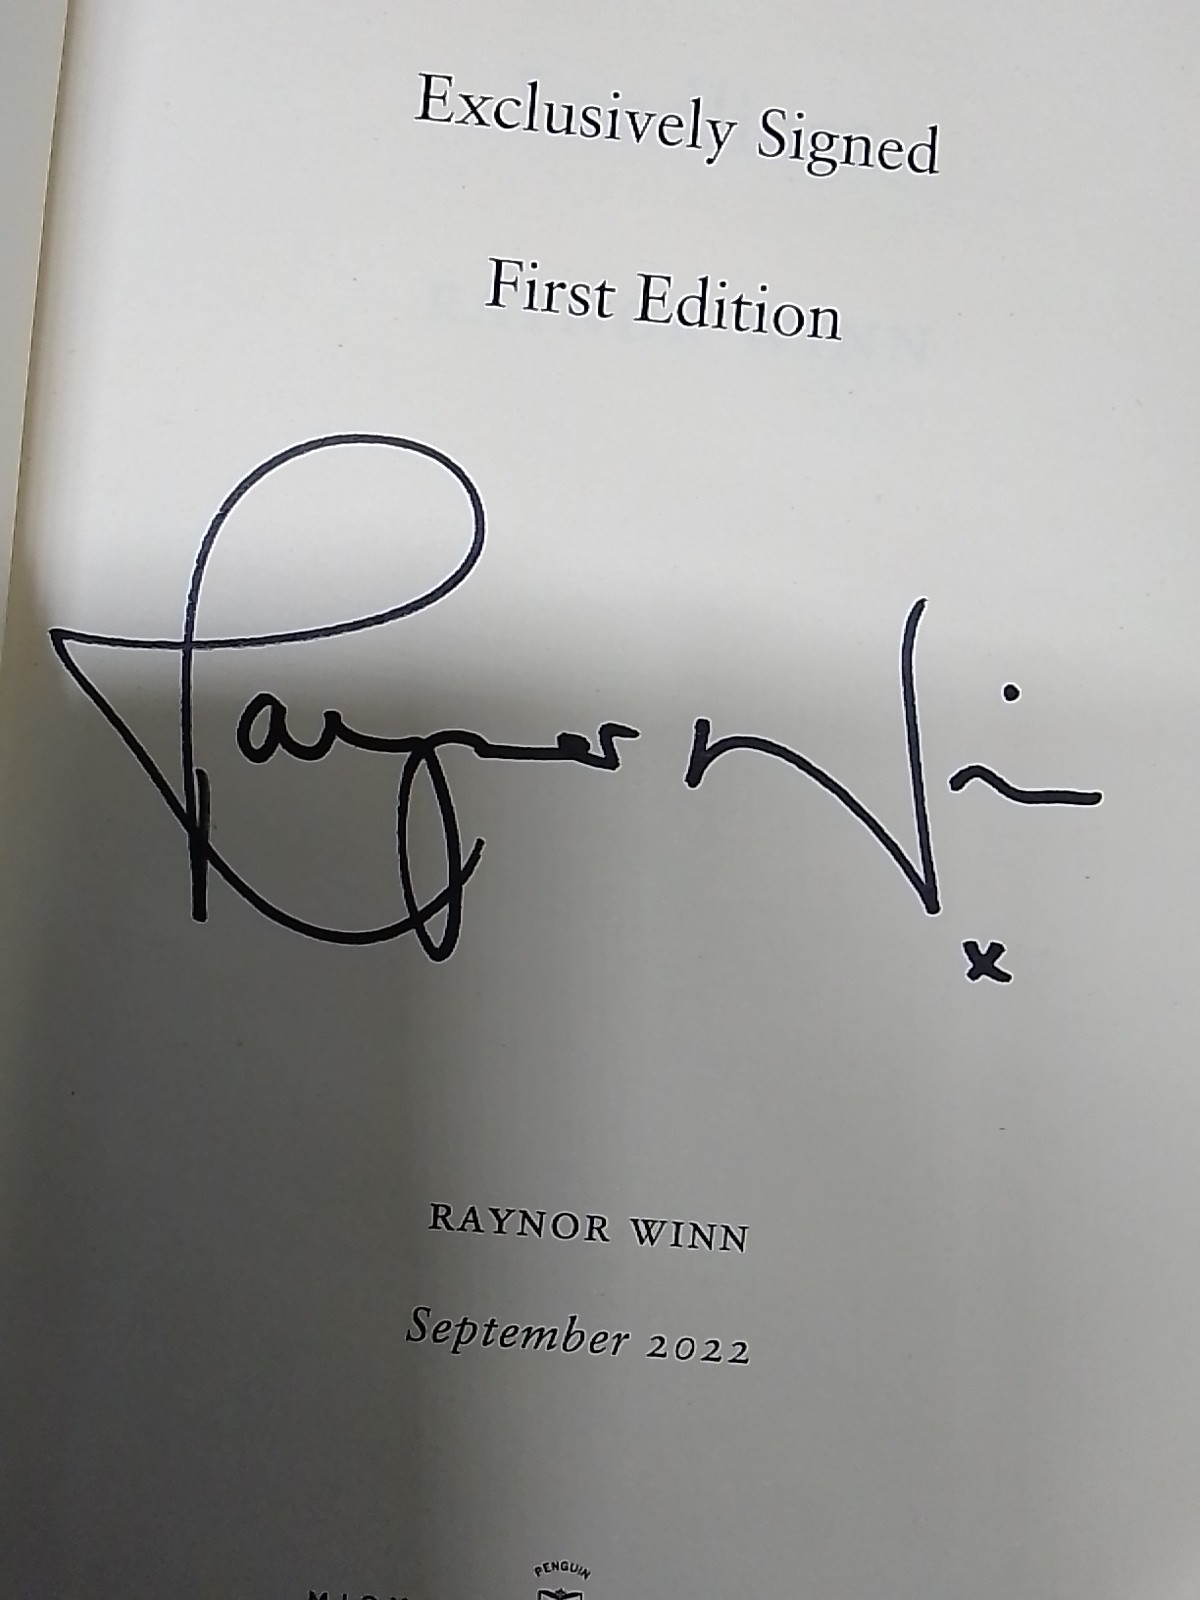 Exclusively Signed
First Edition
Raynor Winn
x
RAYNOR WINN
September 2022
PENGUIN